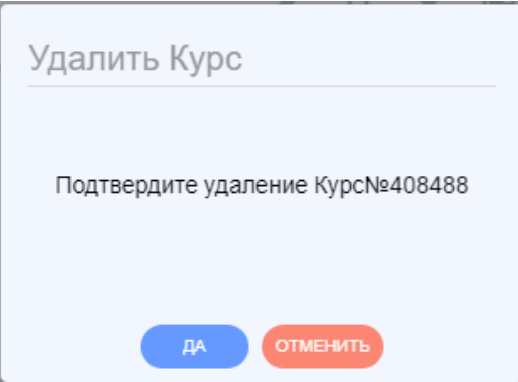 Удалить Курс
Подтвердите удаление Курс№408488
ДА
ОТМЕНИТЬ